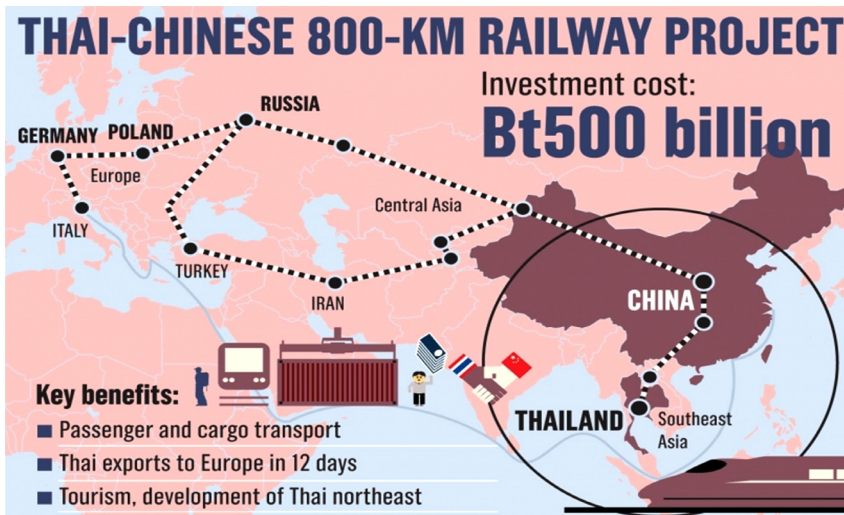 THAI-CHINESE 800-KM RAILWAY PROJECT
Investment cost:
Bt500 billion
RUSSIA
GERMANY
POLAND
Europe
ITALY
TURKEY
IRAN
Central Asia
CHINA
THAILAND
Southeast
Asia
Key benefits:
Passenger and cargo transport
Thai exports to Europe in 12 days
Tourism, development of Thai northeast